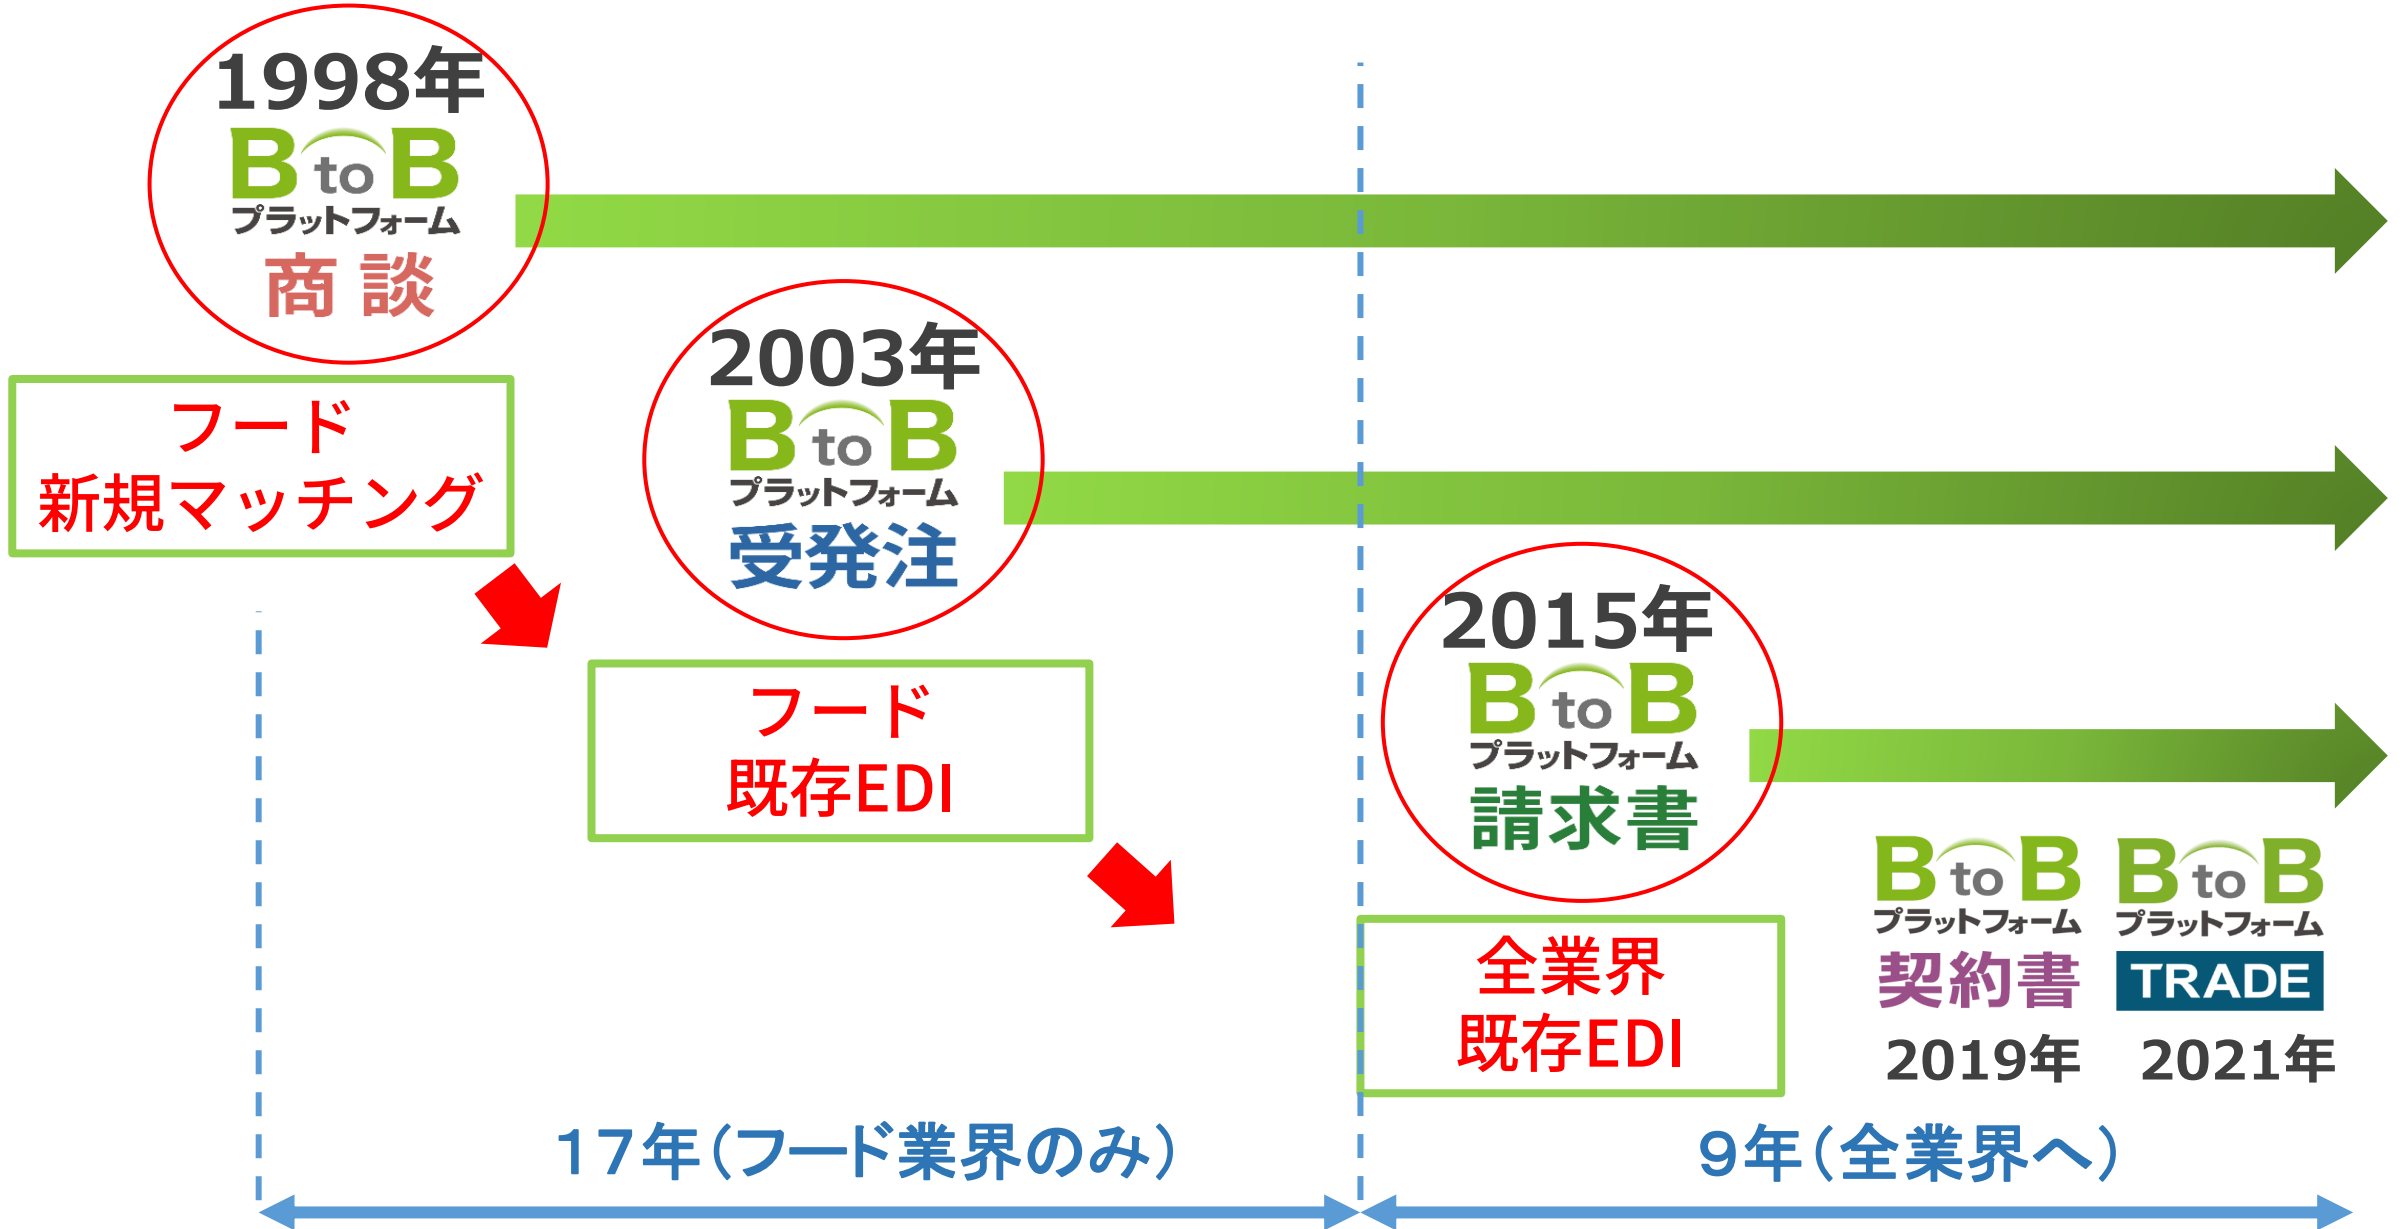 1998年
BtoB
プラットフォーム
商談
フード
新規マッチング
2003年
BtoB
プラットフォーム
受発注
フード
既存EDI
2015年
BtoB
プラットフォーム
請求書
全業界
既存EDI
BtoB
プラットフォーム
契約書
2019年
BtoB
プラットフォーム
TRADE
2021年
17年(フード業界のみ)
9年(全業界へ)